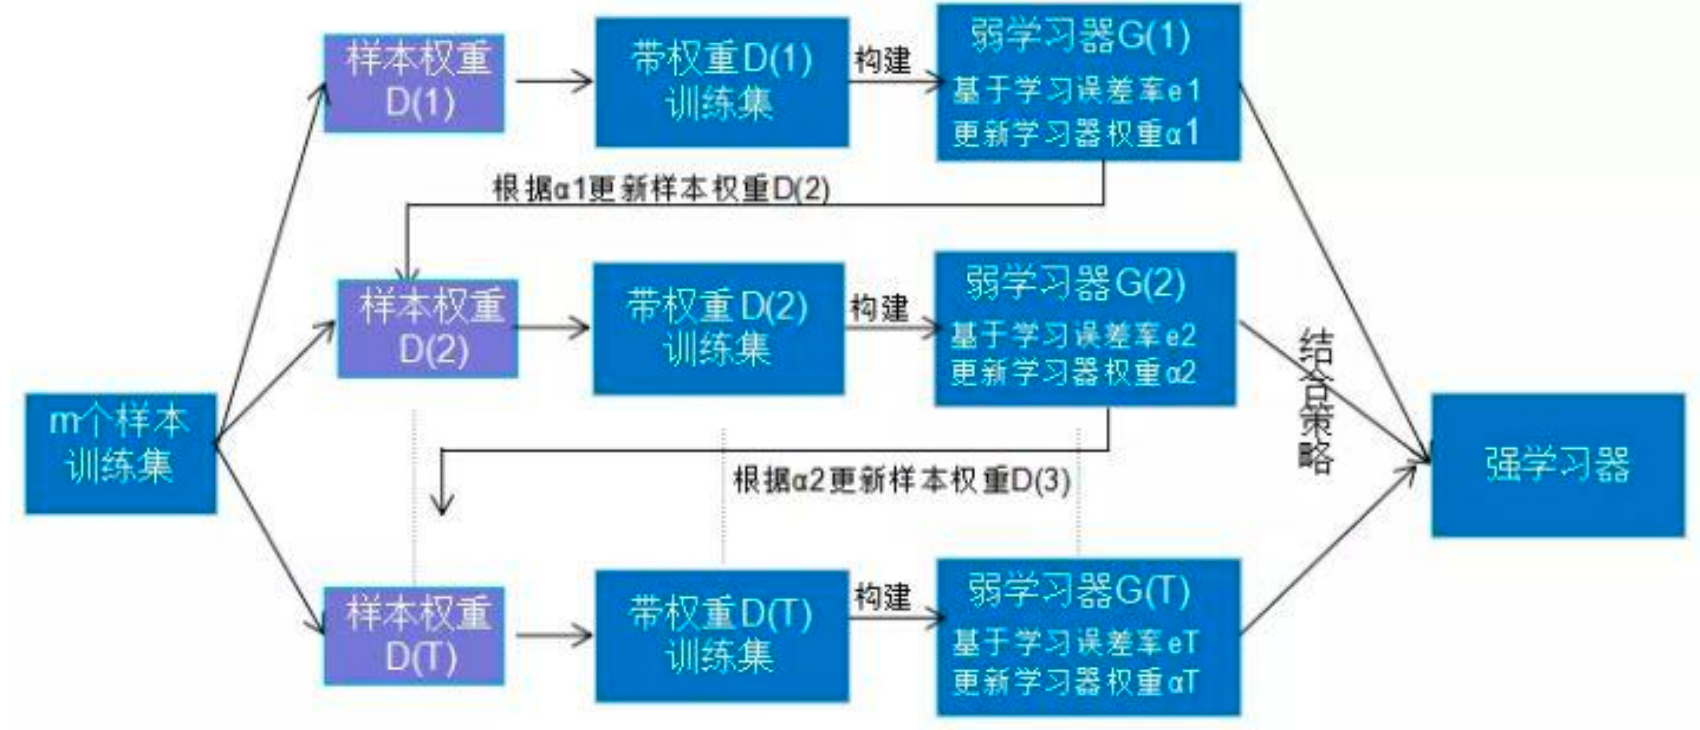 样本权重
D(1)
带权重D(1)
训练集
构建
弱学习器G(1)
基于学习误差率e1
更新学习器权重α1
根据α1更新样本权重D(2)
样本权重
D(2)
带权重D(2)
训练集
构建
弱学习器G(2)
基于学习误差率e2
更新学习器权重α2
结合策略
m个样本
训练集
强学习器
根据α2更新样本权重D(3)
样本权重
D(T)
带权重D(T)
训练集
构建
弱学习器G(T)
基于学习误差率eT
更新学习器权重αT